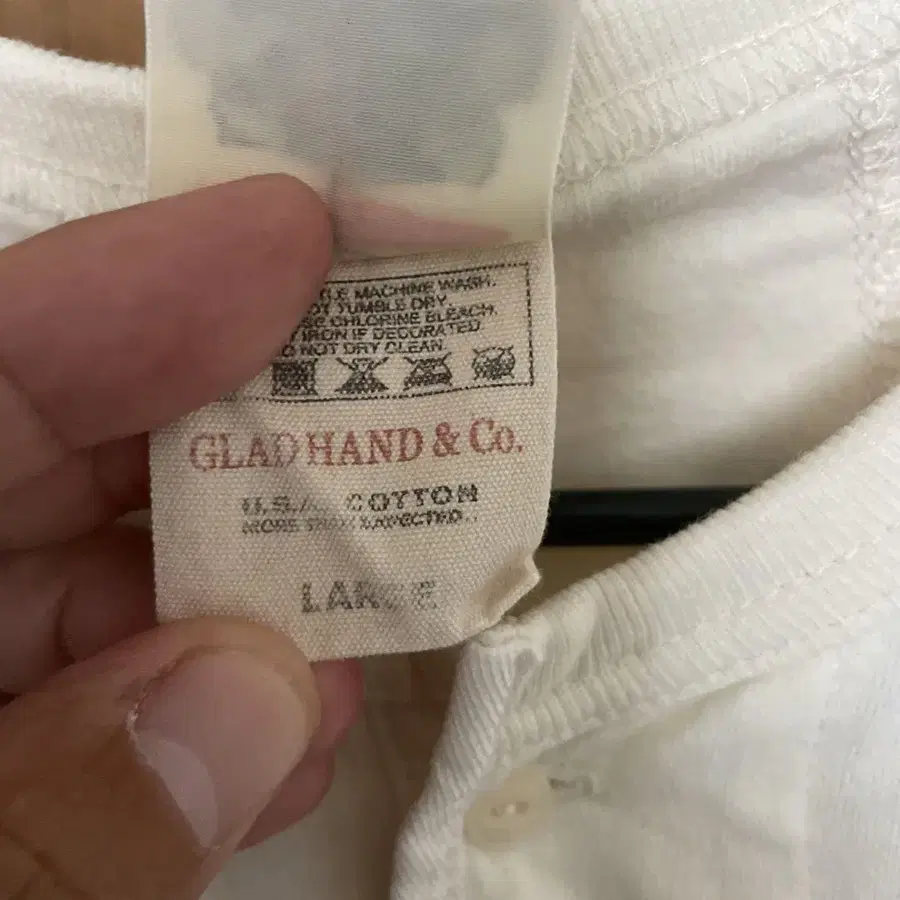 MACHINE WASH.
TUMBLE DRY.
CHLORINE BLEACH.
IRON IF DECORATED
NOT DRY CLEAN.
GLAD HAND & Co.
U.S.A. COTTON
MORE THAN EXPECTED..
LARGE